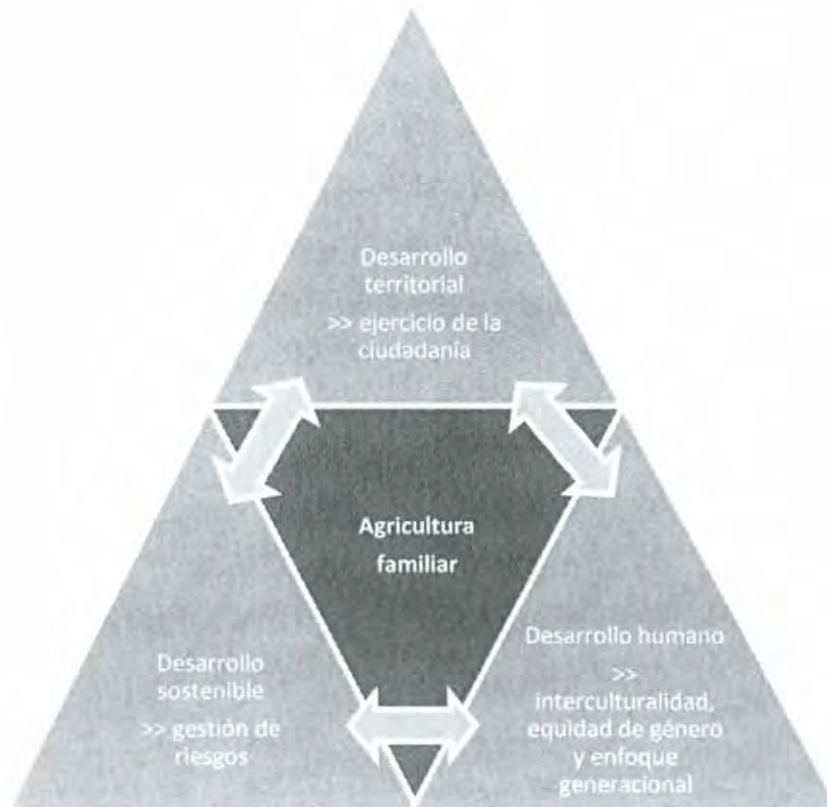 Desarrollo
territorial
>> ejercicio de la
ciudadanía
Agricultura
familiar
Desarrollo
sostenible
>> gestión de
riesgos
Desarrollo humano
>>
interculturalidad,
equidad de género
y enfoque
generacional